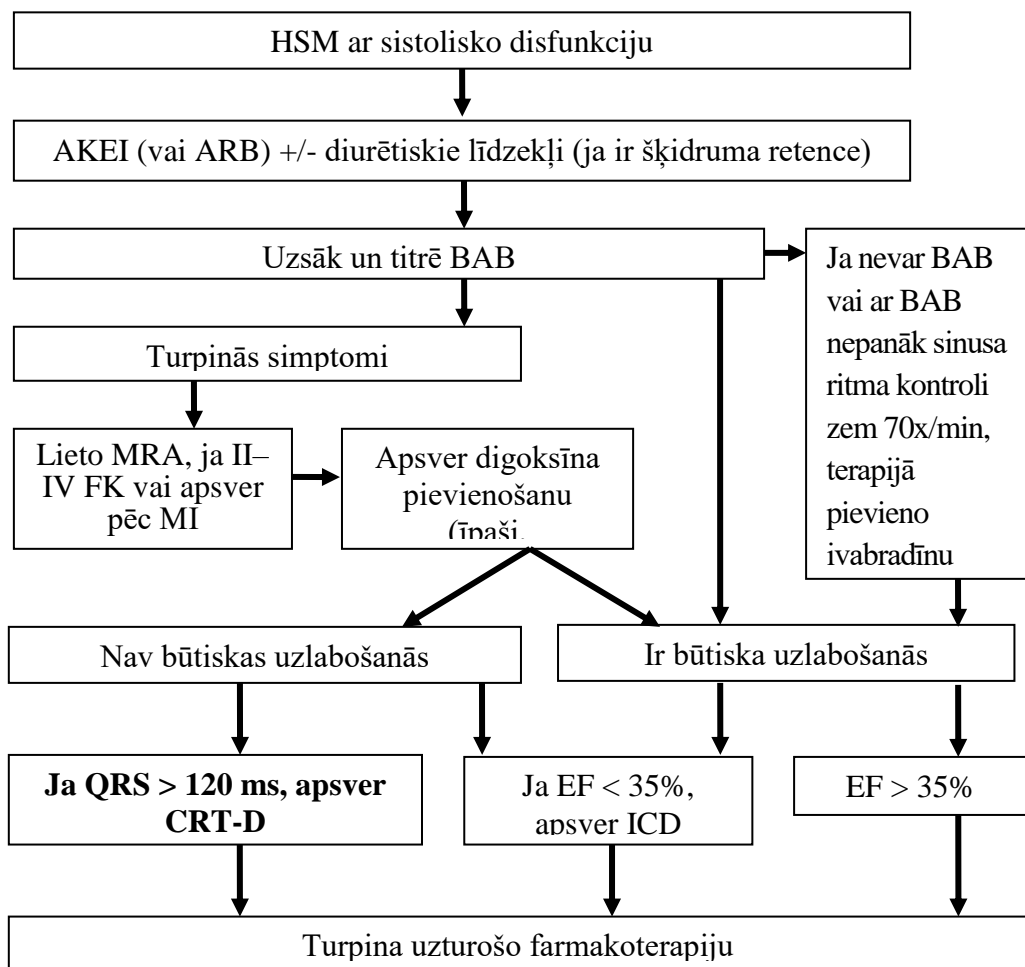 HSM ar sistolisko disfunkciju
AKEI (vai ARB) +/- diurētiskie līdzekļi (ja ir šķidruma retence)
Uzsāk un titrē BAB
Ja nevar BAB
vai ar BAB
nepanāk sinusa
ritma kontroli
zem 70x/min,
terapijā
pievieno
ivabradīnu
Turpinās simptomi
Lieto MRA, ja II–
IV FK vai apsver
pēc MI
Apsver digoksīna
pievienošanu
(īpaši,
Nav būtiskas uzlabošanās
Ir būtiska uzlabošanās
Ja QRS > 120 ms, apsver
CRT-D
Ja EF < 35%,
apsver ICD
EF > 35%
Turpina uzturošo farmakoterapiju